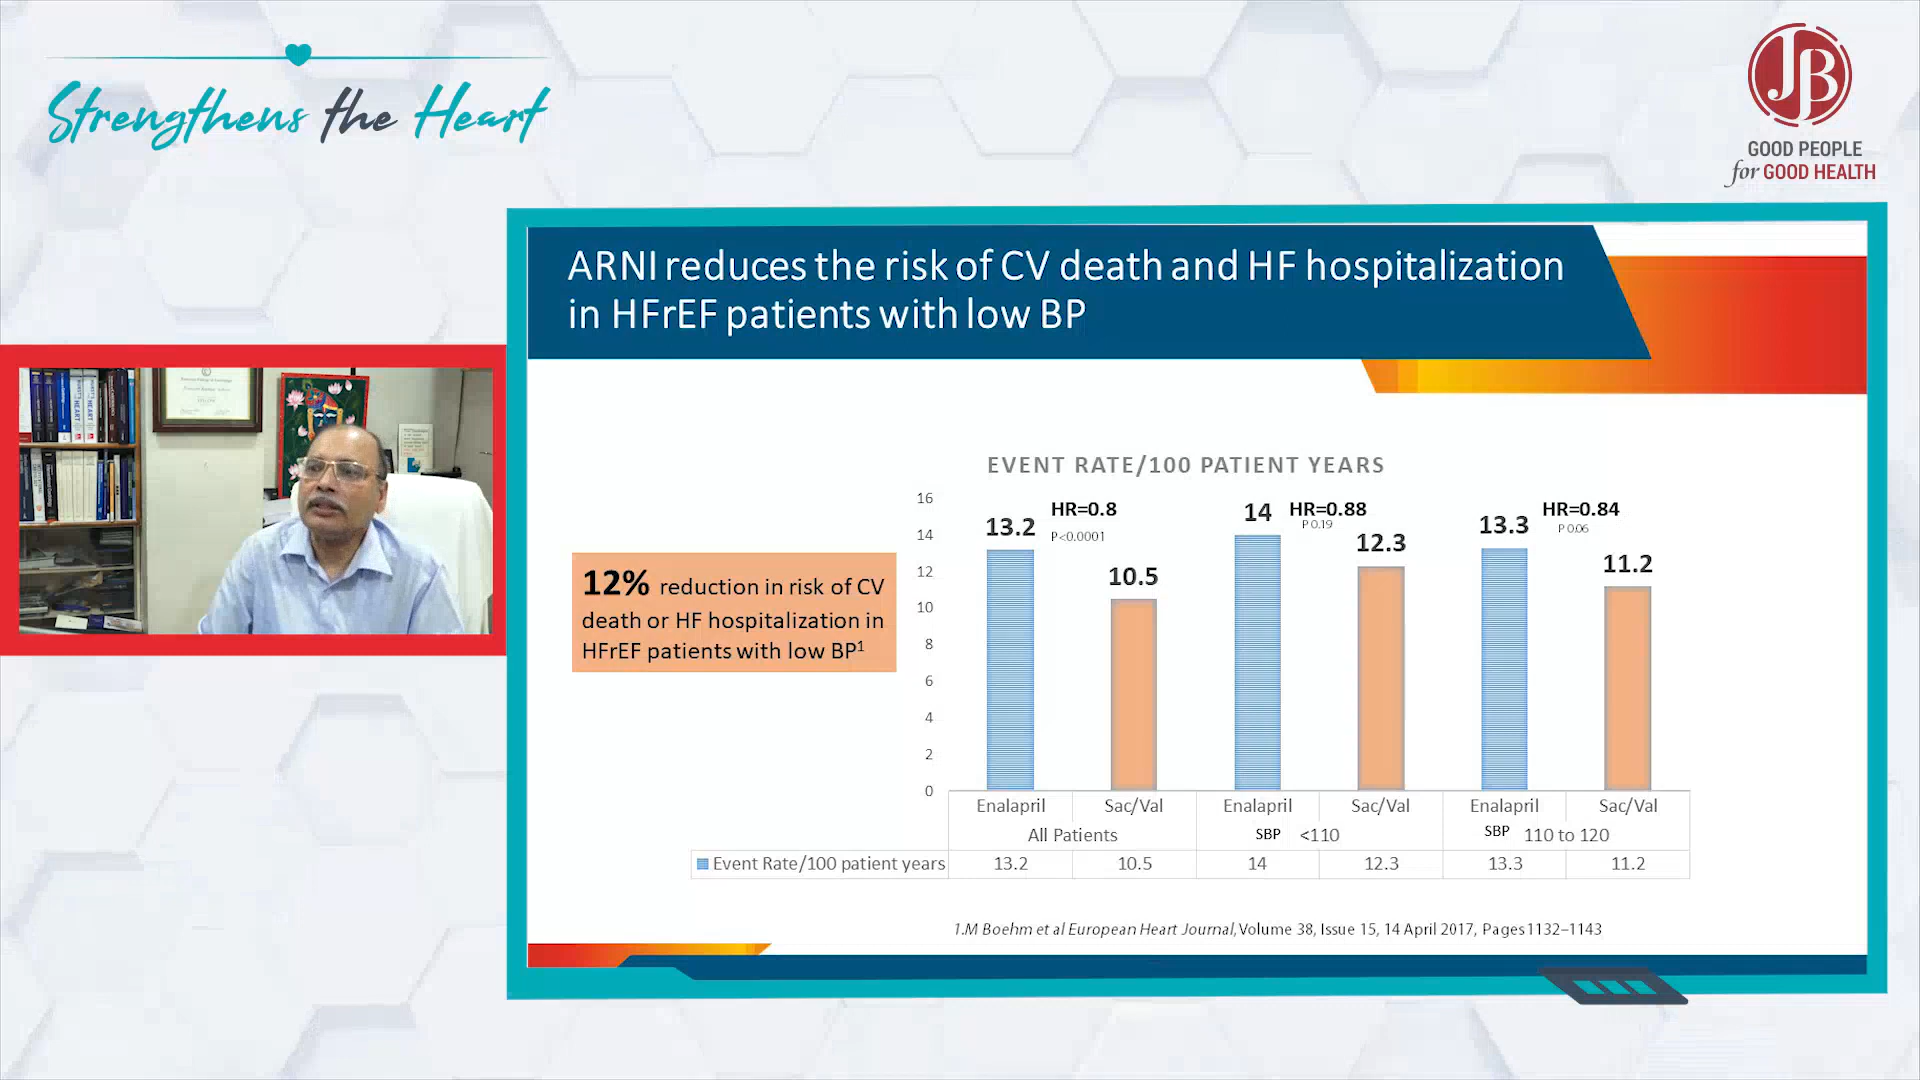 Strengthens the Heart
JB
GOOD PEOPLE
for GOOD HEALTH
ARNI reduces the risk of CV death and HF hospitalization
in HFrEF patients with low BP
12% reduction in risk of CV
death or HF hospitalization in
HFrEF patients with low BP¹
EVENT RATE/100 PATIENT YEARS
16
14
12
10
8
6
4
2
0
13.2
HR=0.8
P<0.0001
10.5
14
HR=0.88
P 0.19
12.3
13.3
HR=0.84
P 0.06
11.2
Enalapril Sac/Val Enalapril Sac/Val Enalapril Sac/Val
All Patients SBP <110 SBP 110 to 120
Event Rate/100 patient years 13.2 10.5 14 12.3 13.3 11.2
1.M Boehm et al European Heart Journal, Volume 38, Issue 15, 14 April 2017, Pages 1132–1143